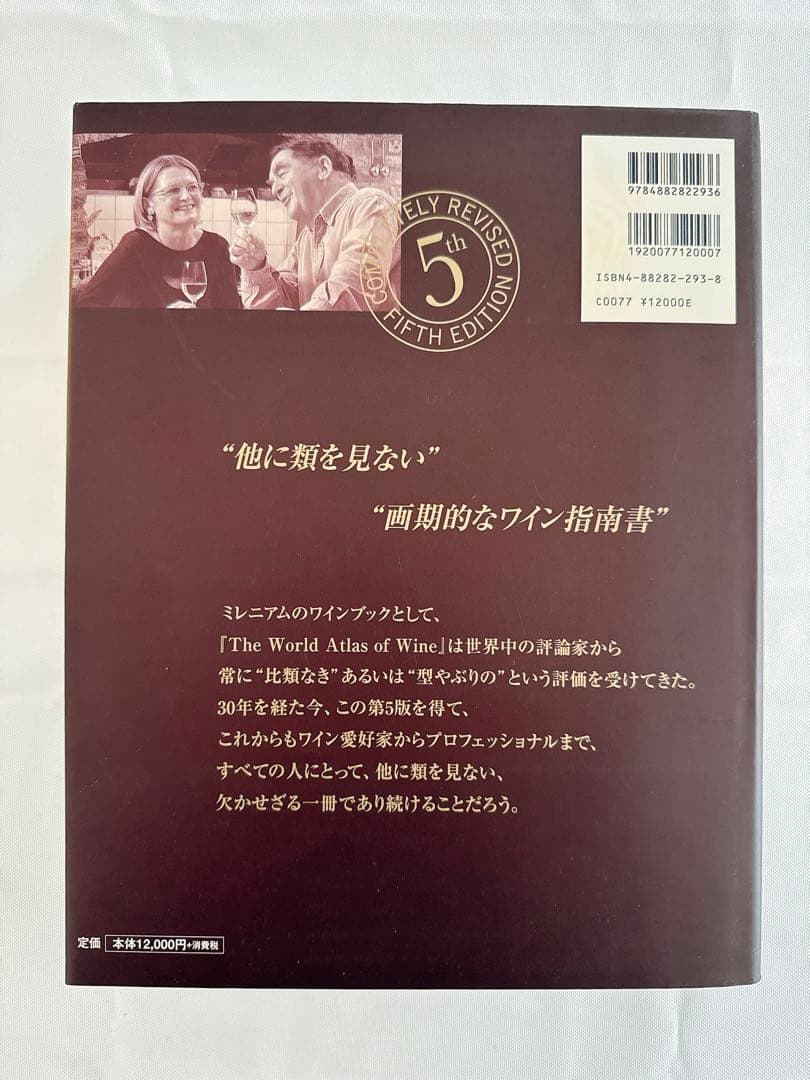 9784882822936
1920077120007
ISBN4-88282-293-8
C0077 ¥12000E
REVISED
5th
FIFTH EDITION
“他に類を見ない”
“画期的なワイン指南書”
ミレニアムのワインブックとして、
『The World Atlas of Wine』は世界中の評論家から
常に“比類なき”あるいは“型やぶりの”という評価を受けてきた。
30年を経た今、この第5版を得て、
これからもワイン愛好家からプロフェッショナルまで、
すべての人にとって、他に類を見ない、
欠かせざる一冊であり続けることだろう。
定価 本体12,000円+消費税